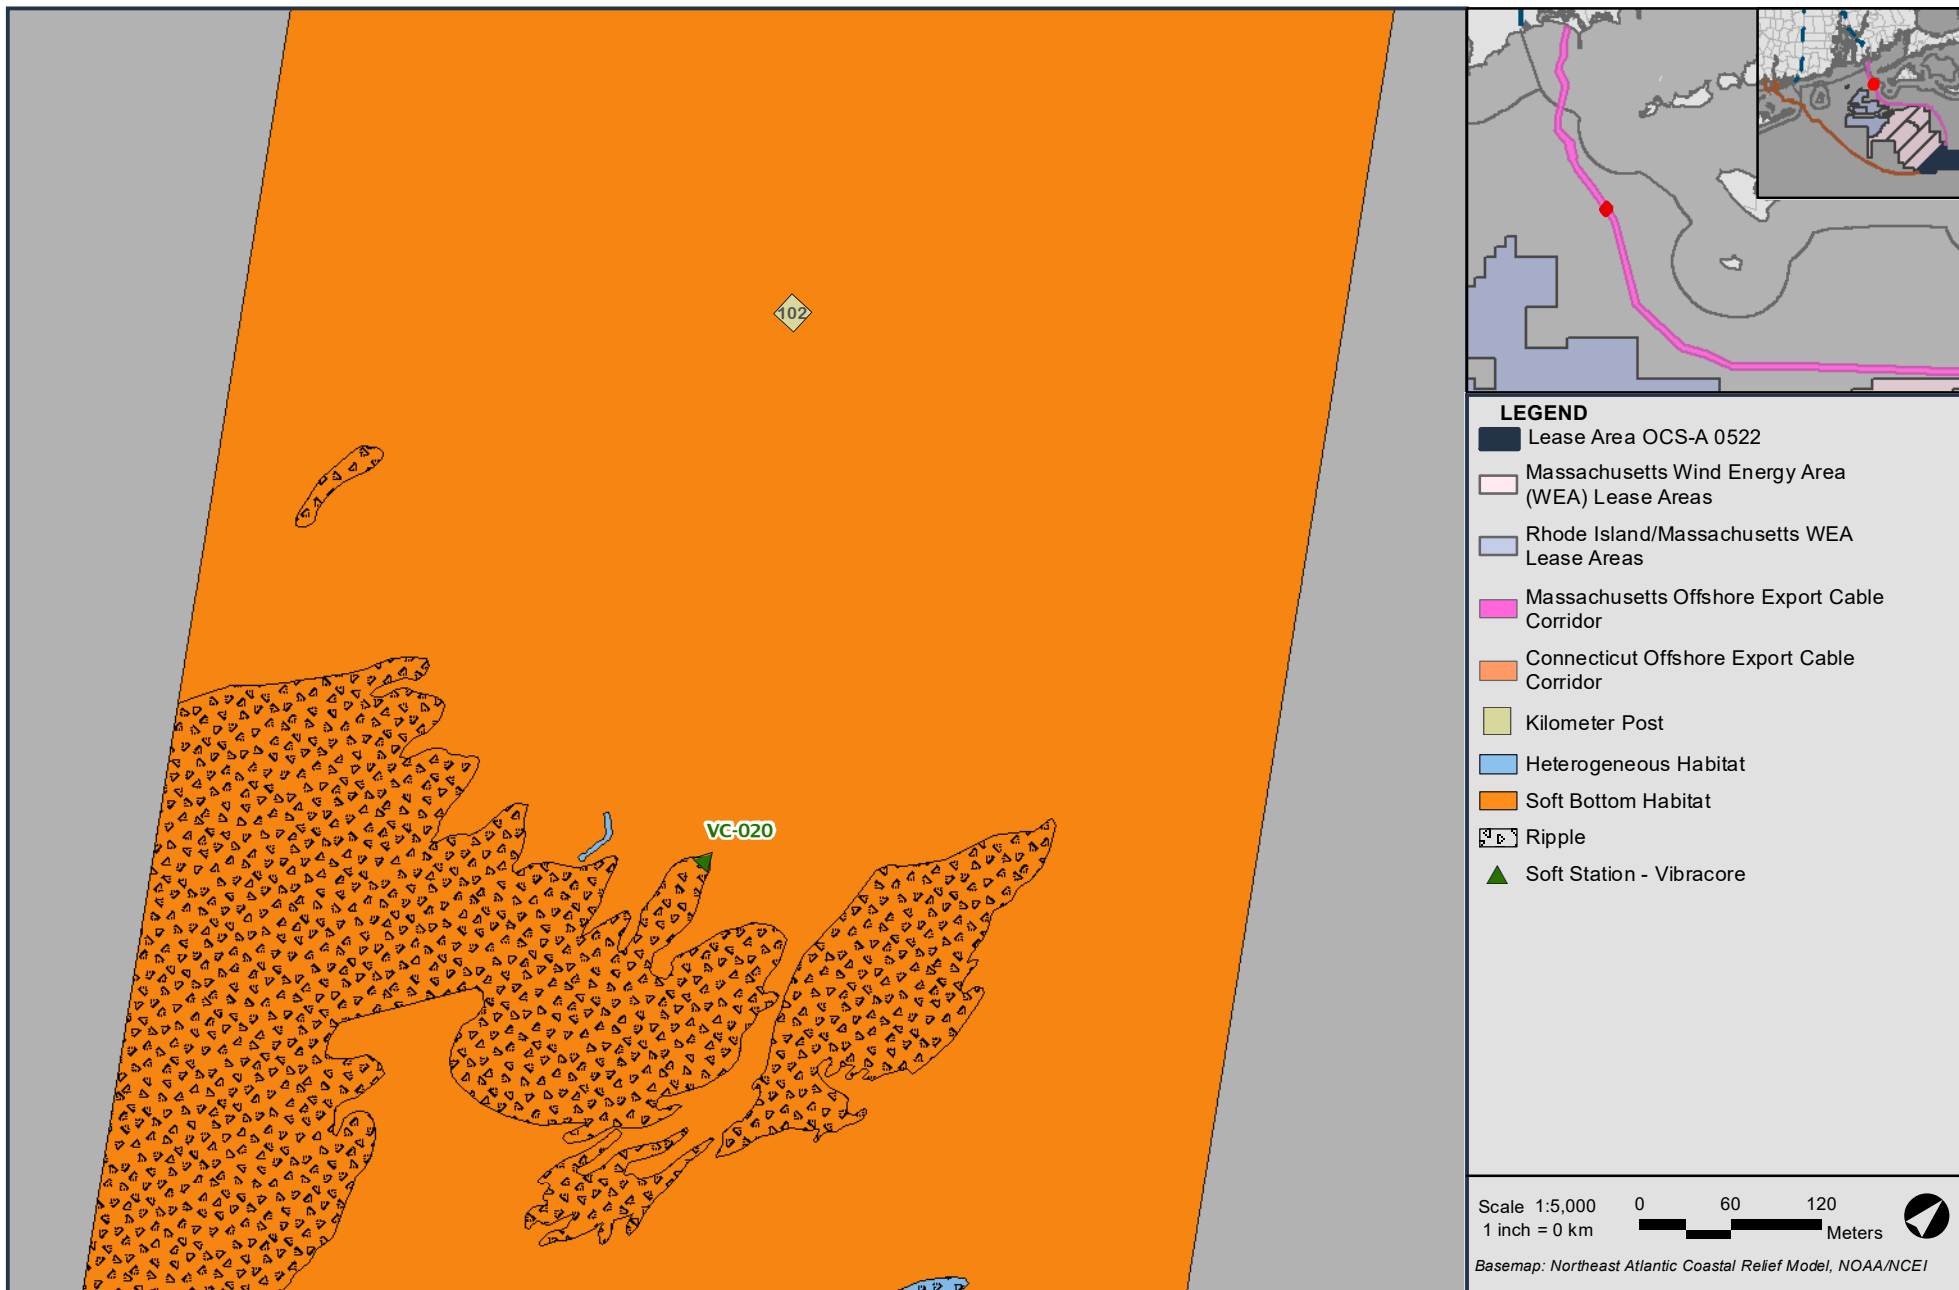 102
VC-020
LEGEND
Lease Area OCS-A 0522
Massachusetts Wind Energy Area
(WEA) Lease Areas
Rhode Island/Massachusetts WEA
Lease Areas
Massachusetts Offshore Export Cable
Corridor
Connecticut Offshore Export Cable
Corridor
Kilometer Post
Heterogeneous Habitat
Soft Bottom Habitat
Ripple
Soft Station - Vibracore
Scale 1:5,000
1 inch = 0 km
0 60 120
Meters
Basemap: Northeast Atlantic Coastal Relief Model, NOAA/NCEI